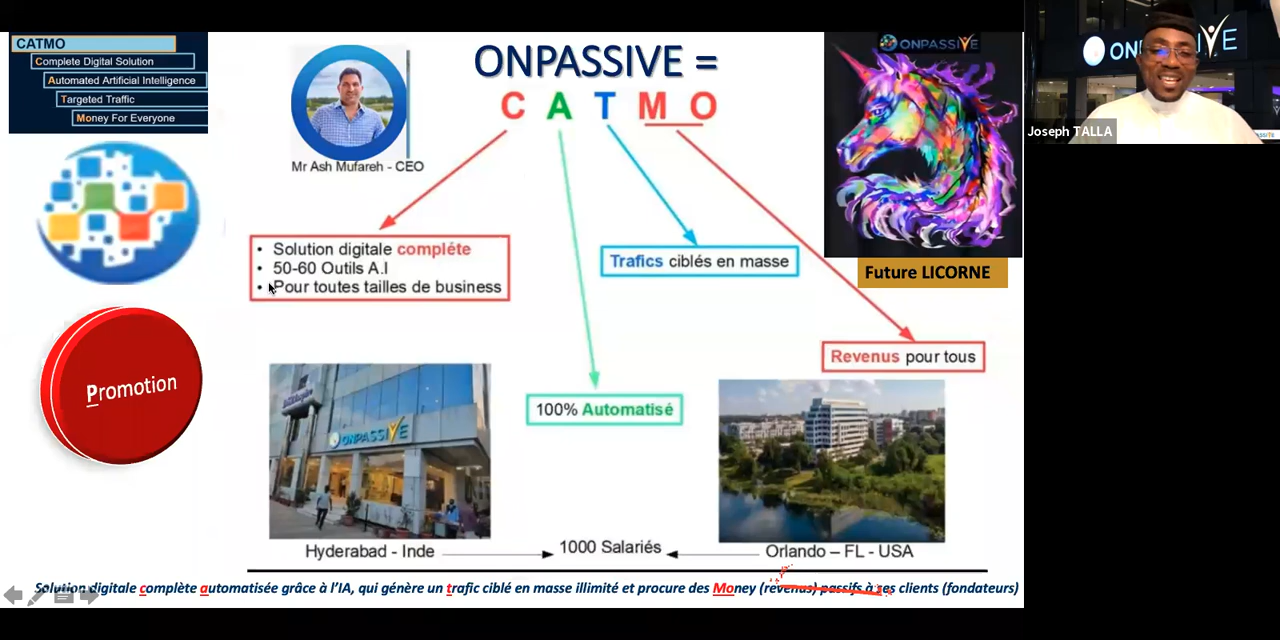 CATMO
Complete Digital Solution
Automated Artificial Intelligence
Targeted Traffic
Money For Everyone
ONPASSIVE =
C A T M O
Mr Ash Mufareh - CEO
ONPASSIVE
ONPASSIVE
Joseph TALLA
• Solution digitale compléte
• 50-60 Outils A.I
• Pour toutes tailles de business
Trafics ciblés en masse
Future LICORNE
Revenus pour tous
Promotion
100% Automatisé
ONPASSIVE
Hyderabad - Inde
1000 Salariés
Orlando – FL - USA
Solution digitale complète automatisée grâce à l'IA, qui génère un trafic ciblé en masse illimité et procure des Money (revenus) passifs à ses clients (fondateurs)